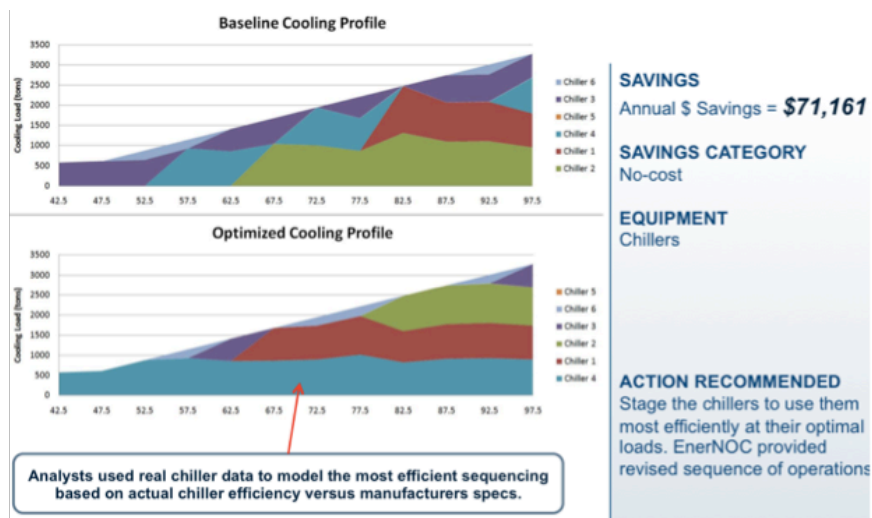 Baseline Cooling Profile
Cooling Load (tons)
3500
3000
2500
2000
1500
1000
500
0
42.5 47.5 52.5 57.5 62.5 67.5 72.5 77.5 82.5 87.5 92.5 97.5
Chiller 6
Chiller 3
Chiller 5
Chiller 4
Chiller 1
Chiller 2
Optimized Cooling Profile
Cooling Load (tons)
3500
3000
2500
2000
1500
1000
500
0
42.5 47.5 52.5 57.5 62.5 67.5 72.5 77.5 82.5 87.5 92.5 97.5
Chiller 5
Chiller 6
Chiller 3
Chiller 2
Chiller 1
Chiller 4
Analysts used real chiller data to model the most efficient sequencing
based on actual chiller efficiency versus manufacturers specs.
SAVINGS
Annual $ Savings = $71,161
SAVINGS CATEGORY
No-cost
EQUIPMENT
Chillers
ACTION RECOMMENDED
Stage the chillers to use them
most efficiently at their optimal
loads. EnerNOC provided
revised sequence of operations